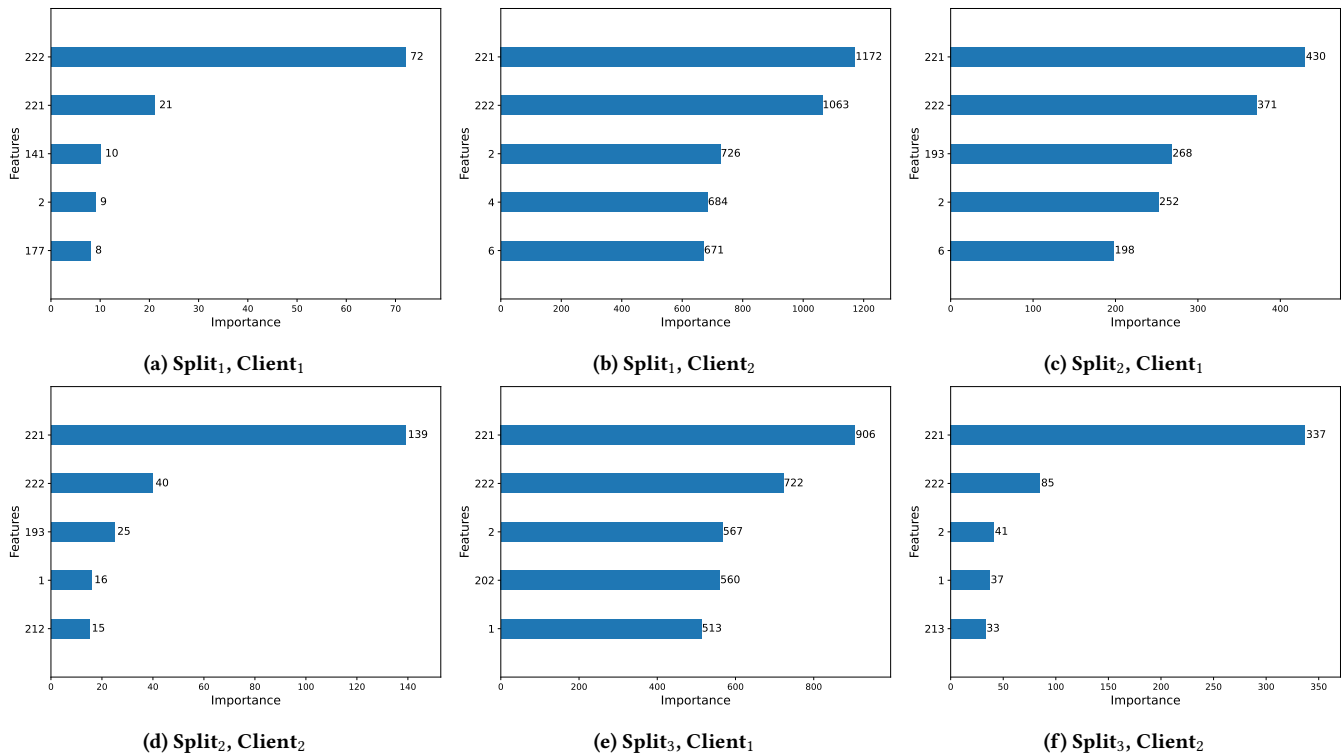 222
72
221
21
Features
141
10
2
9
177
8
0 10 20 30 40 50 60 70
Importance
(a) Split₁, Client₁
221
1172
222
1063
Features
2
726
4
684
6
671
0 200 400 600 800 1000 1200
Importance
(b) Split₁, Client₂
221
430
222
371
Features
193
268
2
252
6
198
0 100 200 300 400
Importance
(c) Split₂, Client₁
221
139
222
40
Features
193
25
1
16
212
15
0 20 40 60 80 100 120 140
Importance
(d) Split₂, Client₂
221
906
222
722
Features
2
567
202
560
1
513
0 200 400 600 800
Importance
(e) Split₃, Client₁
221
337
222
85
Features
2
41
1
37
213
33
0 50 100 150 200 250 300 350
Importance
(f) Split₃, Client₂